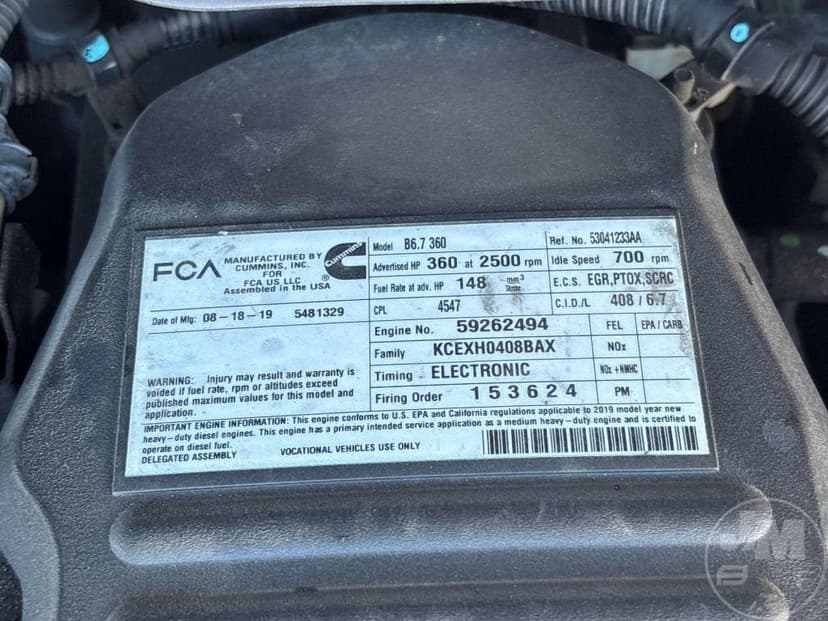 FCA
MANUFACTURED BY
CUMMINS, INC.
FOR
FCA US LLC
Assembled in the USA
Cummins ®
Date of Mfg: 08-18-19 5481329
WARNING: Injury may result and warranty is
voided if fuel rate, rpm or altitudes exceed
published maximum values for this model and
application.
Model B6.7 360 Ref. No. 53041233AA
Advertised HP 360 at 2500 rpm Idle Speed 700 rpm
Fuel Rate at adv. HP 148 mm³ Stroke E.C.S. EGR,PTOX,SCRC
CPL 4547 C.I.D./L 408 / 6.7
Engine No. 59262494 FEL EPA / CARB
Family KCEXH0408BAX NOx
Timing ELECTRONIC NOx +NMHC
Firing Order 1 5 3 6 2 4 PM
IMPORTANT ENGINE INFORMATION: This engine conforms to U.S. EPA and California regulations applicable to 2019 model year new
heavy-duty diesel engines. This engine has a primary intended service application as a medium heavy-duty engine and is certified to
operate on diesel fuel.
DELEGATED ASSEMBLY VOCATIONAL VEHICLES USE ONLY